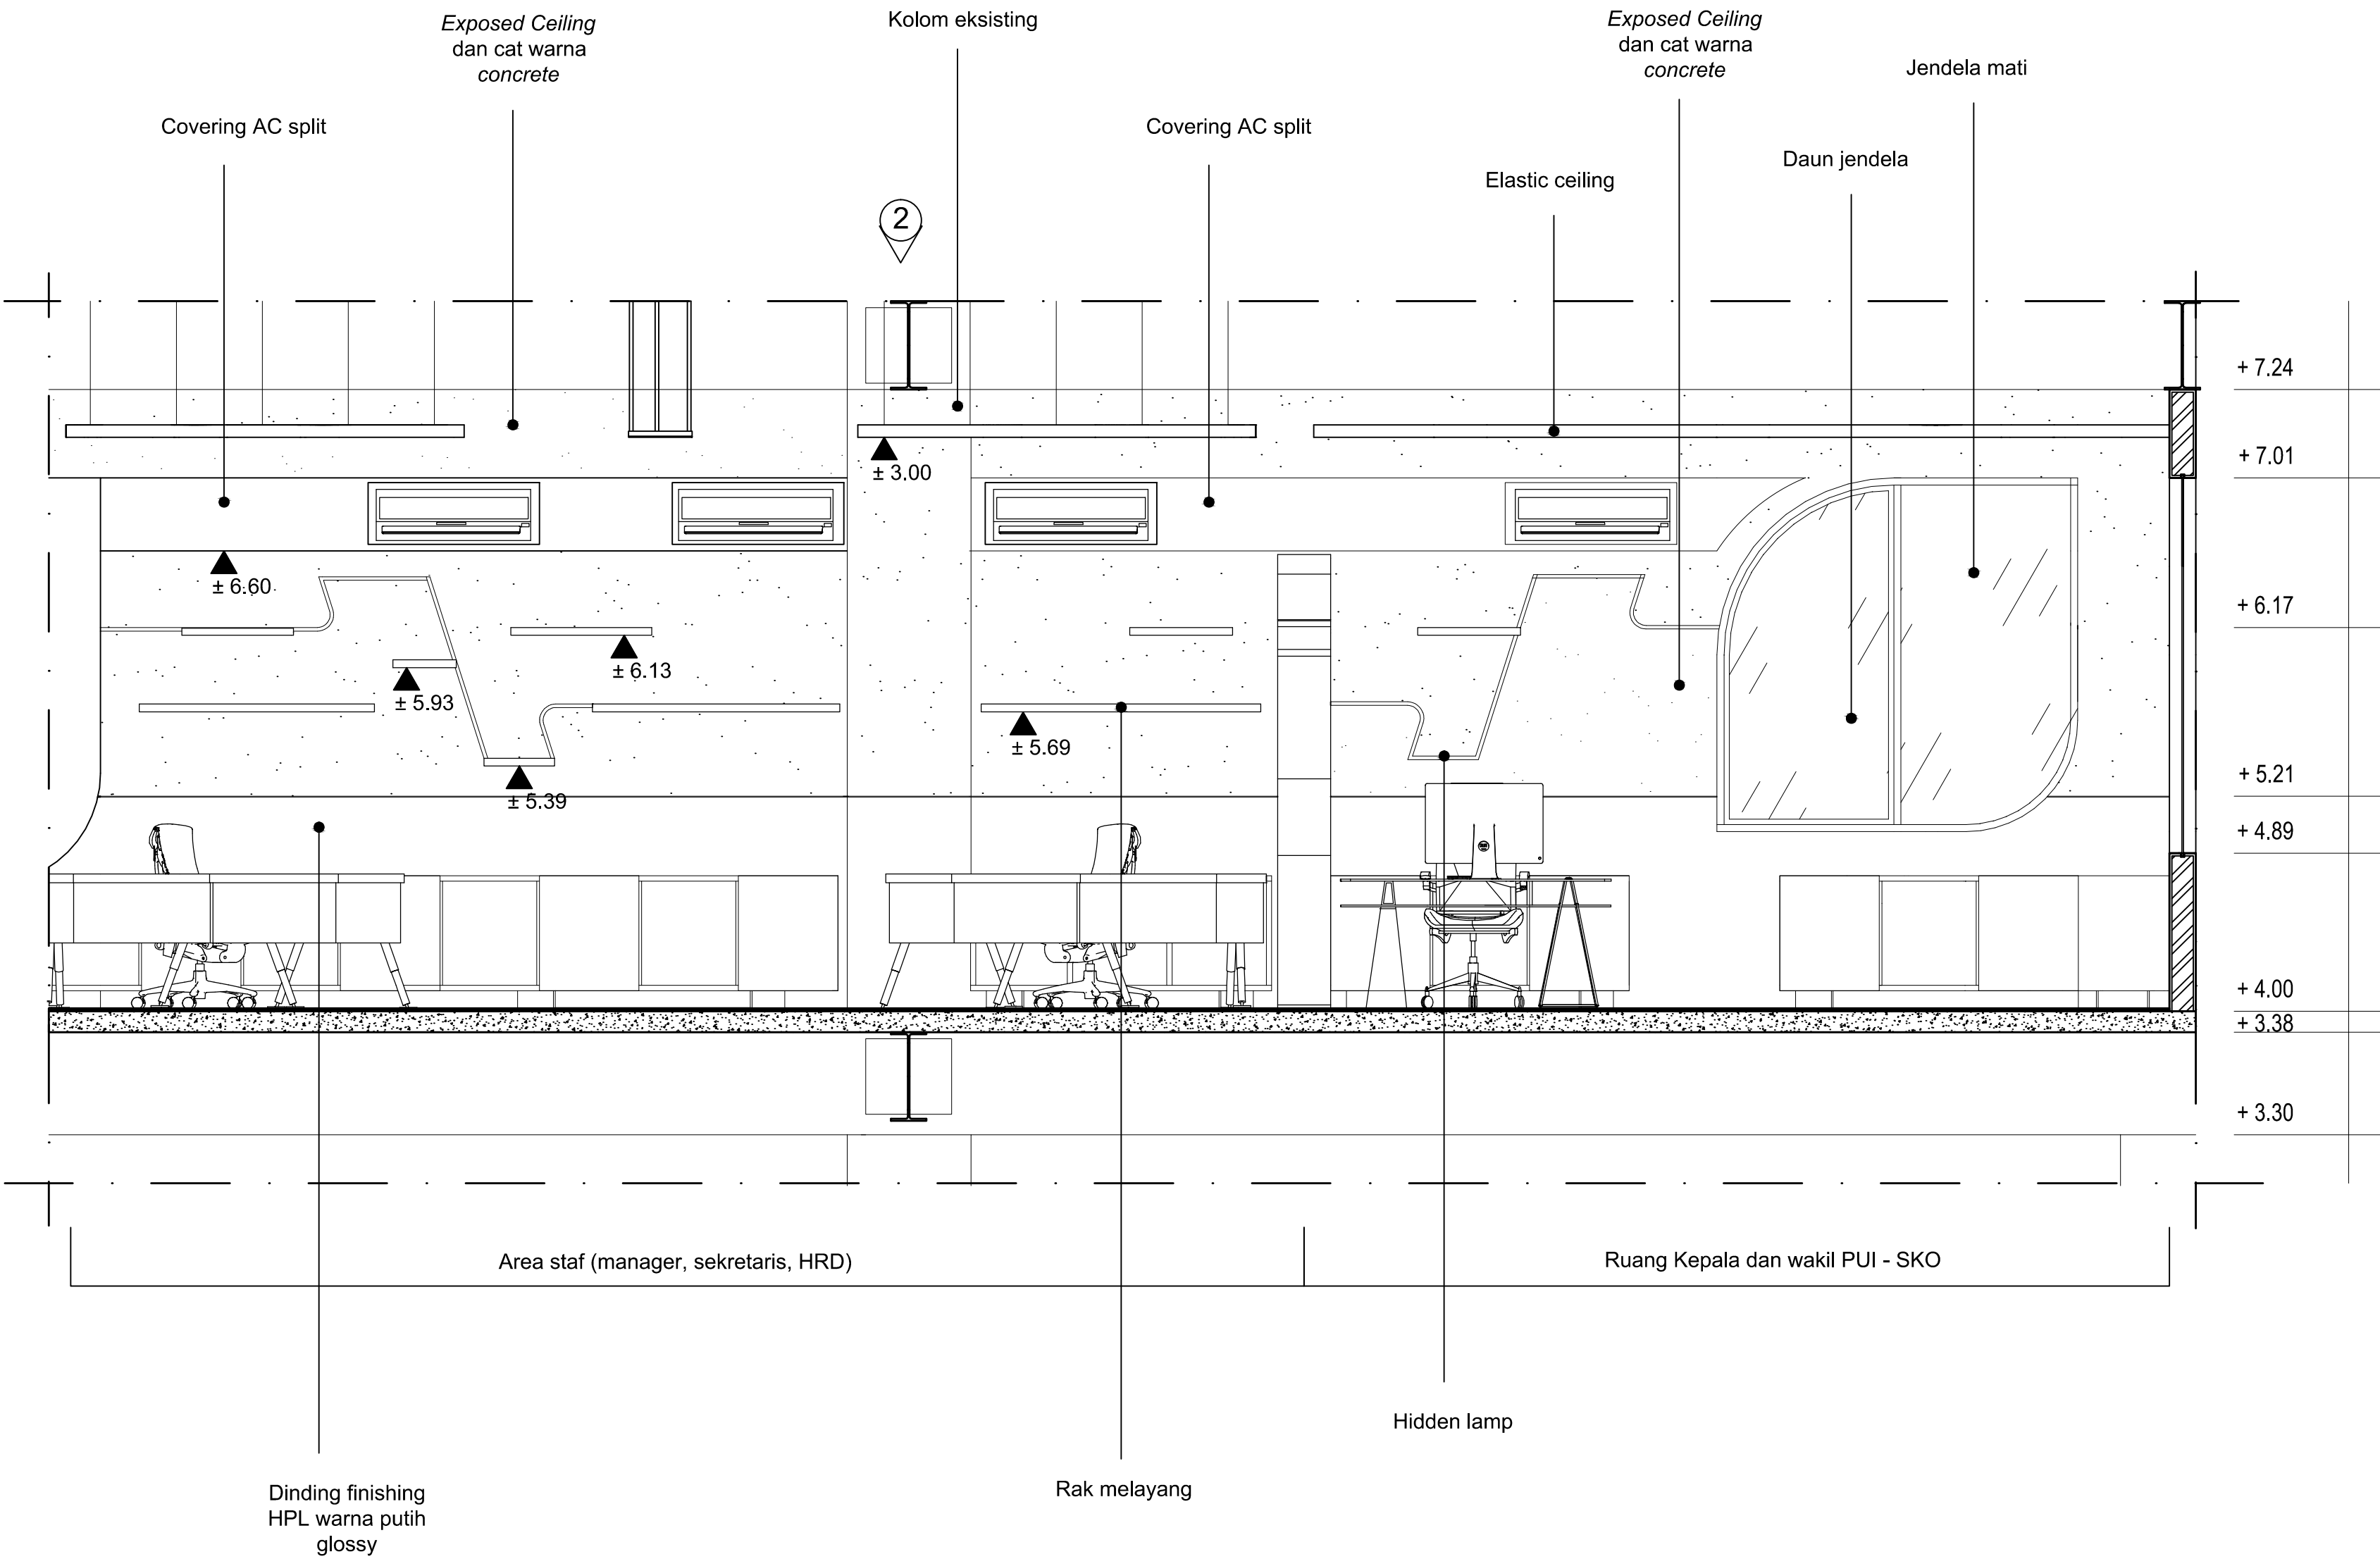 Exposed Ceiling
dan cat warna
concrete
Kolom eksisting
Exposed Ceiling
dan cat warna
concrete
Jendela mati
Covering AC split
Covering AC split
Daun jendela
Elastic ceiling
2
+ 7.24
+ 7.01
± 3.00
± 6.60
+ 6.17
± 6.13
± 5.93
± 5.69
± 5.39
+ 5.21
+ 4.89
+ 4.00
+ 3.38
+ 3.30
Area staf (manager, sekretaris, HRD)
Ruang Kepala dan wakil PUI - SKO
Hidden lamp
Rak melayang
Dinding finishing
HPL warna putih
glossy